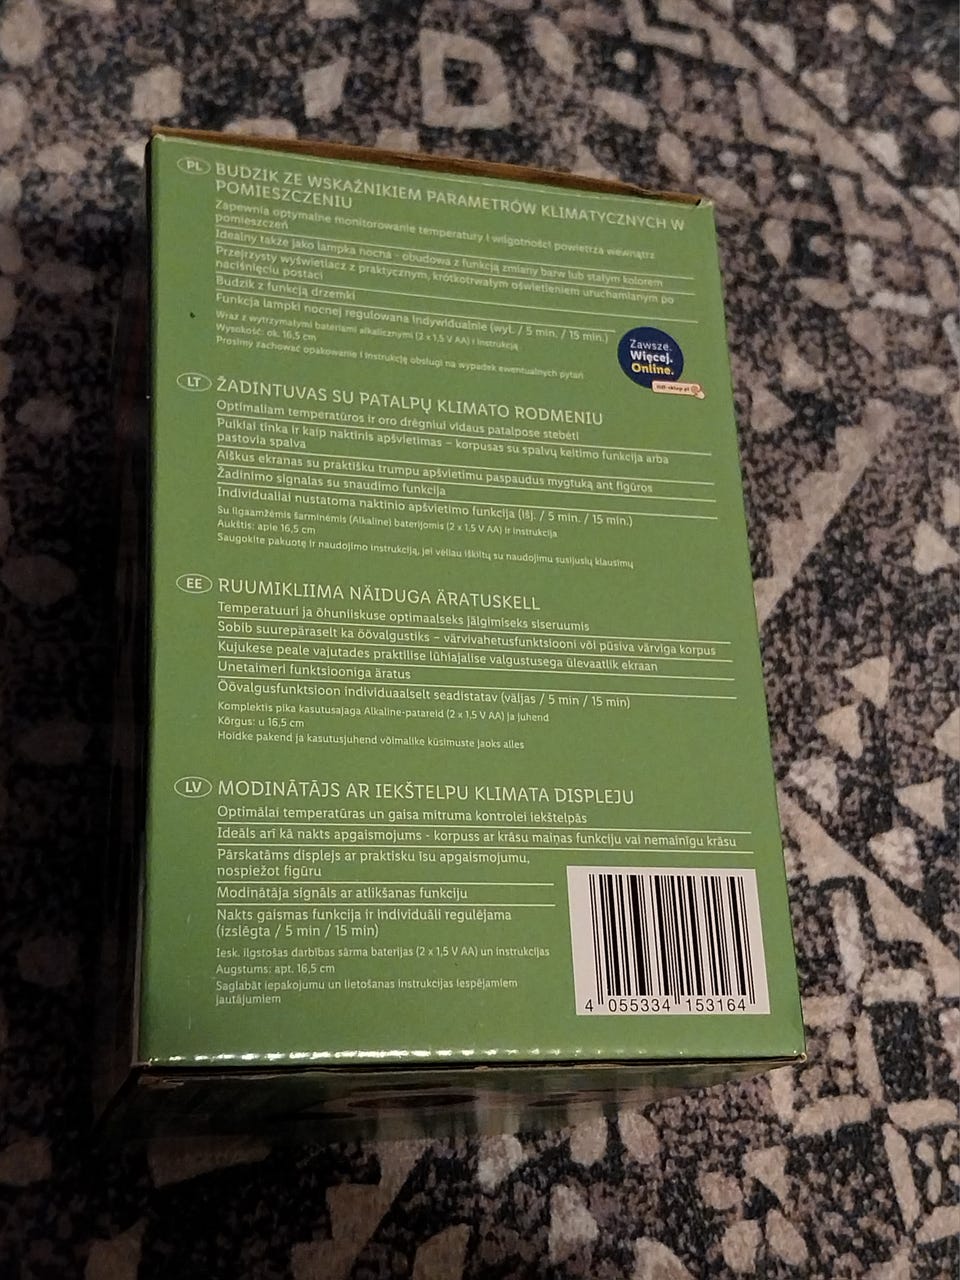 PL BUDZIK ZE WSKAŹNIKIEM PARAMETRÓW KLIMATYCZNYCH W
POMIESZCZENIU
Zapewnia optymalne monitorowanie temperatury i wilgotności powietrza wewnątrz
pomieszczeń
Idealny także jako lampka nocna - obudowa z funkcją zmiany barw lub stałym kolorem
Przejrzysty wyświetlacz z praktycznym, krótkotrwałym oświetleniem uruchamianym po
naciśnięciu postaci
Budzik z funkcją drzemki
Funkcja lampki nocnej regulowana indywidualnie (wył. / 5 min. / 15 min.)
Wraz z wytrzymałymi bateriami alkalicznymi (2 x 1,5 V AA) i instrukcją
Wysokość: ok. 16,5 cm
Prosimy zachować opakowanie i instrukcję obsługi na wypadek ewentualnych pytań
Zawsze.
Więcej.
Online.
lidl-sklep.pl
LT ŽADINTUVAS SU PATALPŲ KLIMATO RODMENIU
Optimaliam temperatūros ir oro drėgniui vidaus patalpose stebėti
Puikiai tinka ir kaip naktinis apšvietimas – korpusas su spalvų keitimo funkcija arba
pastovia spalva
Aiškus ekranas su praktišku trumpu apšvietimu paspaudus mygtuką ant figūros
Žadinimo signalas su snaudimo funkcija
Individualiai nustatoma naktinio apšvietimo funkcija (išj. / 5 min. / 15 min.)
Su ilgaamžėmis šarminėmis (Alkaline) baterijomis (2 x 1,5 V AA) ir instrukcija
Aukštis: apie 16,5 cm
Saugokite pakuotę ir naudojimo instrukciją, jei vėliau iškiltų su naudojimu susijusių klausimų
EE RUUMIKLIIMA NÄIDUGA ÄRATUSKELL
Temperatuuri ja õhuniiskuse optimaalseks jälgimiseks siseruumis
Sobib suurepäraselt ka öövalgustiks – värvivahetusfunktsiooni või püsiva värviga korpus
Kujukese peale vajutades praktilise lühiajalise valgustusega ülevaatlik ekraan
Unetaimeri funktsiooniga äratus
Öövalgusfunktsioon individuaalselt seadistatav (väljas / 5 min / 15 min)
Komplektis pika kasutusajaga Alkaline-patareid (2 x 1,5 V AA) ja juhend
Kõrgus: u 16,5 cm
Hoidke pakend ja kasutusjuhend võimalike küsimuste jaoks alles
LV MODINĀTĀJS AR IEKŠTELPU KLIMATA DISPLEJU
Optimālai temperatūras un gaisa mitruma kontrolei iekštelpās
Ideāls arī kā nakts apgaismojums - korpuss ar krāsu maiņas funkciju vai nemainīgu krāsu
Pārskatāms displejs ar praktisku īsu apgaismojumu,
nospiežot figūru
Modinātāja signāls ar atlikšanas funkciju
Nakts gaismas funkcija ir individuāli regulējama
(izslēgta / 5 min / 15 min)
Iesk. ilgstošas darbības sārma baterijas (2 x 1,5 V AA) un instrukcijas
Augstums: apt. 16,5 cm
Saglabāt iepakojumu un lietošanas instrukcijas iespējamiem
jautājumiem
4 055334 153164